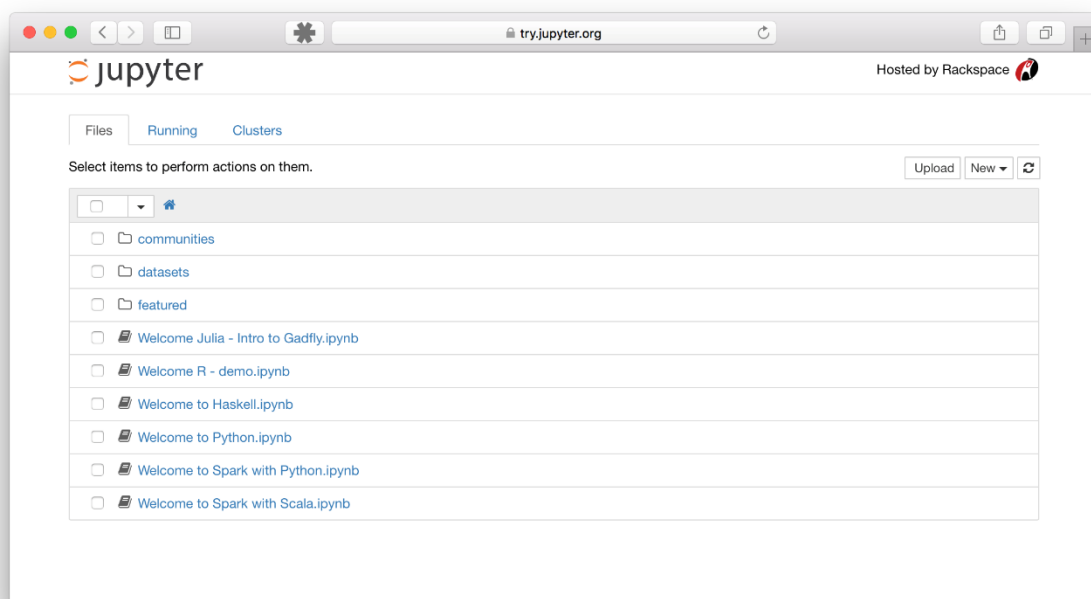 try.jupyter.org
jupyter
Hosted by Rackspace
Files Running Clusters
Select items to perform actions on them.
Upload New
communities
datasets
featured
Welcome Julia - Intro to Gadfly.ipynb
Welcome R - demo.ipynb
Welcome to Haskell.ipynb
Welcome to Python.ipynb
Welcome to Spark with Python.ipynb
Welcome to Spark with Scala.ipynb